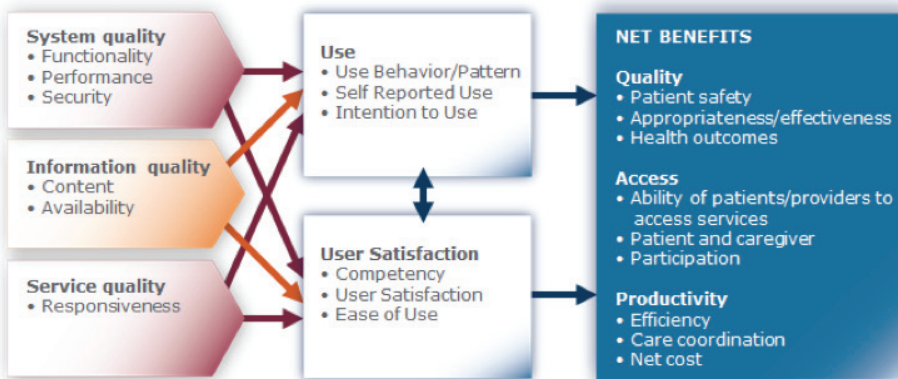 System quality
• Functionality
• Performance
• Security
Information quality
• Content
• Availability
Service quality
• Responsiveness
Use
• Use Behavior/Pattern
• Self Reported Use
• Intention to Use
User Satisfaction
• Competency
• User Satisfaction
• Ease of Use
NET BENEFITS
Quality
• Patient safety
• Appropriateness/effectiveness
• Health outcomes
Access
• Ability of patients/providers to
access services
• Patient and caregiver
• Participation
Productivity
• Efficiency
• Care coordination
• Net cost